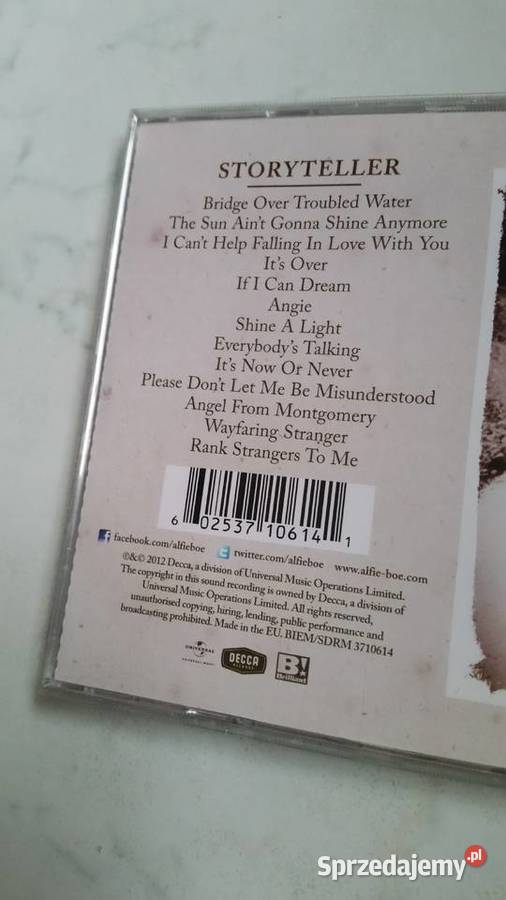 STORYTELLER
Bridge Over Troubled Water
The Sun Ain't Gonna Shine Anymore
I Can't Help Falling In Love With You
It's Over
If I Can Dream
Angie
Shine A Light
Everybody's Talking
It's Now Or Never
Please Don't Let Me Be Misunderstood
Angel From Montgomery
Wayfaring Stranger
Rank Strangers To Me
6 02537 10614 1
facebook.com/alfieboe twitter.com/alfieboe www.alfie-boe.com
℗&© 2012 Decca, a division of Universal Music Operations Limited.
The copyright in this sound recording is owned by Decca, a division of
Universal Music Operations Limited. All rights reserved,
unauthorised copying, hiring, lending, public performance and
broadcasting prohibited. Made in the EU. BIEM/SDRM 3710614
UNIVERSAL
UNIVERSAL MUSIC
DECCA
RECORDS
B!
Brilliant
Sprzedajemy.pl